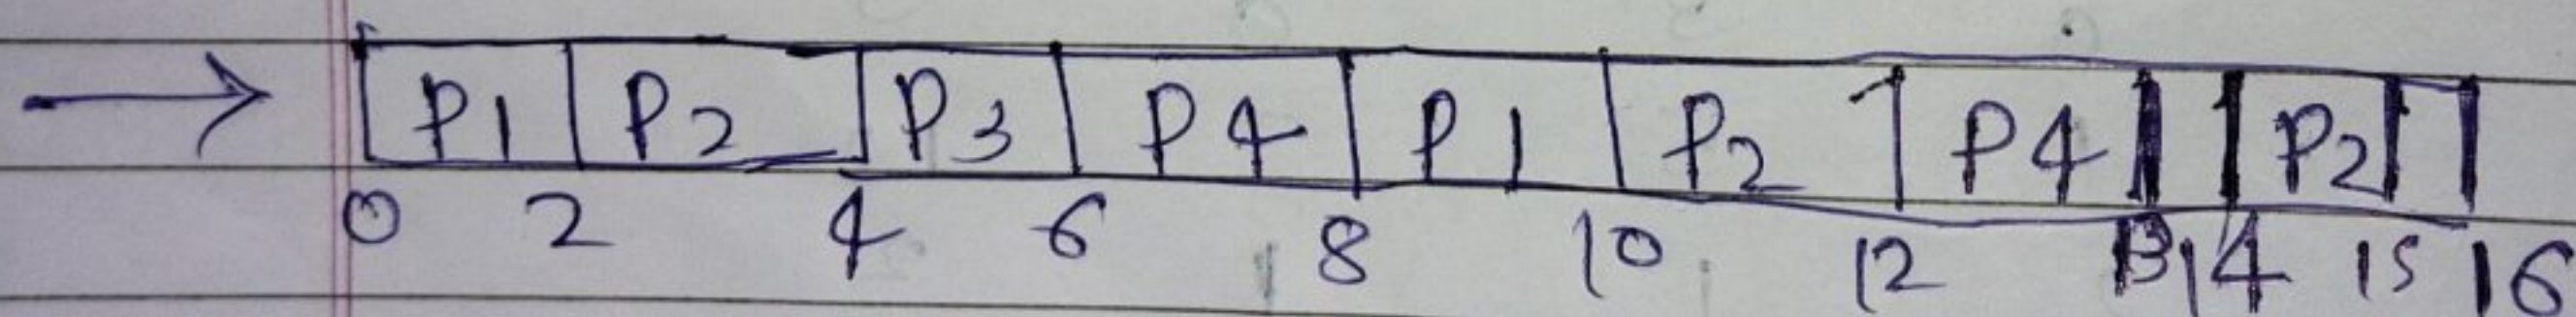 P1 P2 P3 P4 P1 P2 P4 P2
0 2 4 6 8 10 12 13 14 15 16